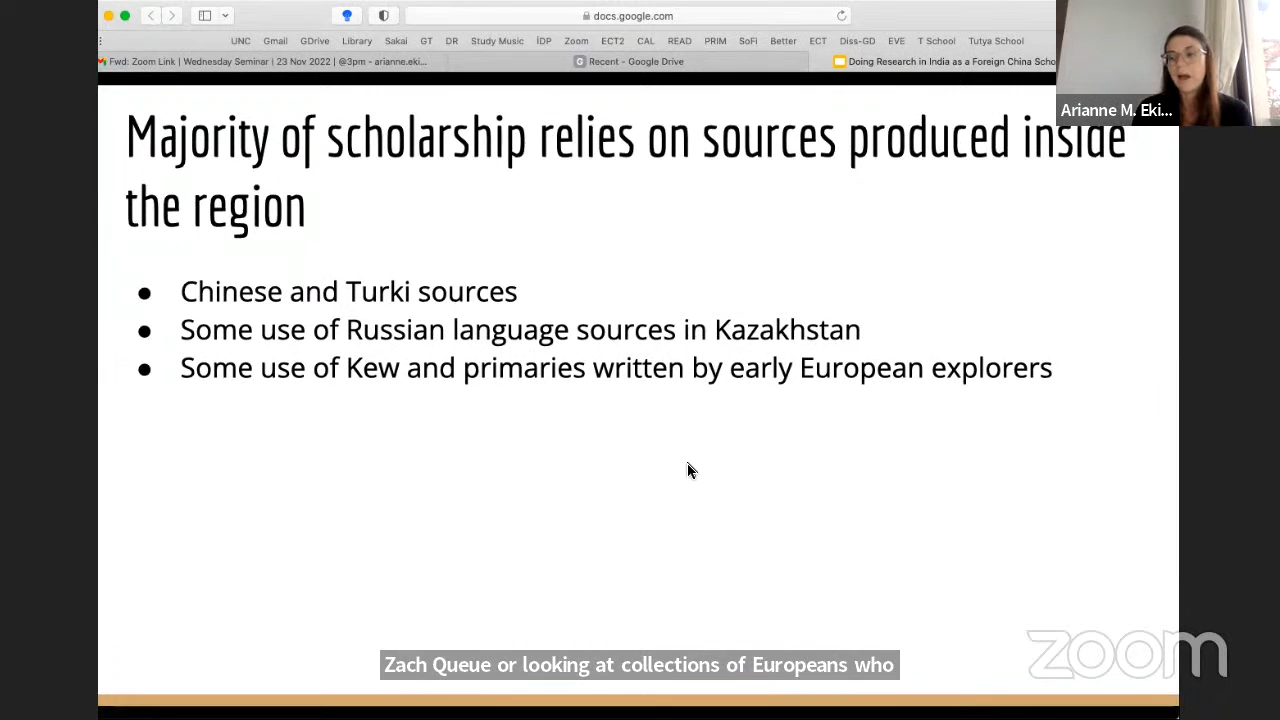 docs.google.com
UNC Gmail GDrive Library Sakai GT DR Study Music İDP Zoom ECT2 CAL READ PRIM SoFi Better ECT Diss-GD EVE T School Tutya School
Fwd: Zoom Link | Wednesday Seminar | 23 Nov 2022 | @3pm - arianne.eki...
Recent - Google Drive
Doing Research in India as a Foreign China Scho
Arianne M. Eki...
Majority of scholarship relies on sources produced inside
the region
● Chinese and Turki sources
● Some use of Russian language sources in Kazakhstan
● Some use of Kew and primaries written by early European explorers
Zach Queue or looking at collections of Europeans who
zoom